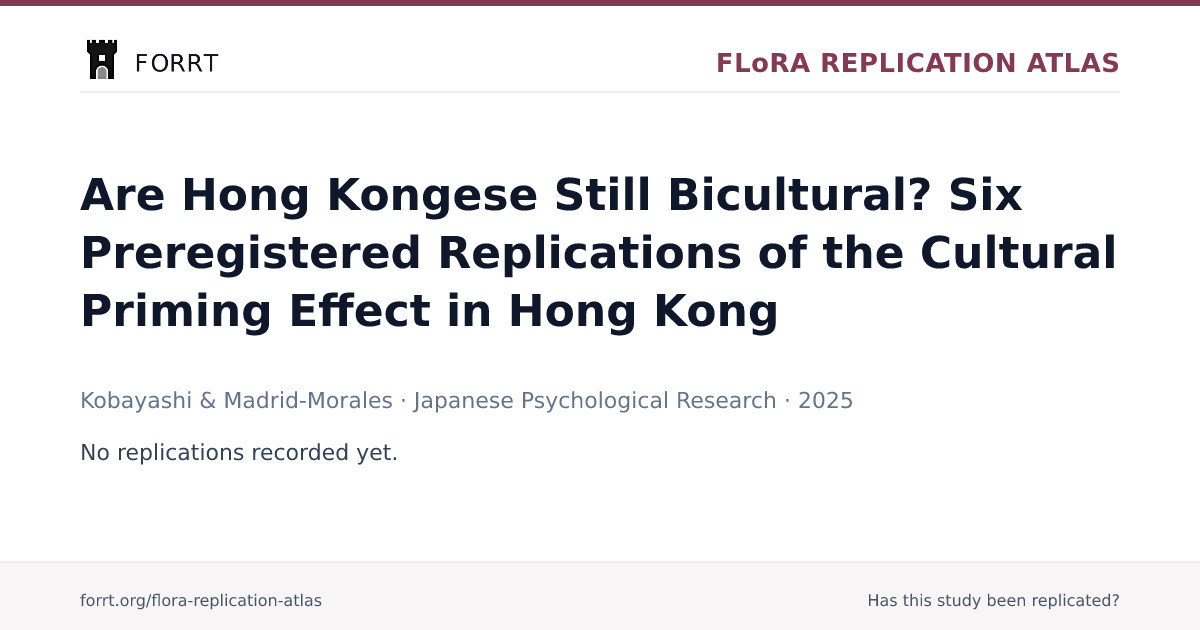 FORRT
FLoRA REPLICATION ATLAS
Are Hong Kongese Still Bicultural? Six
Preregistered Replications of the Cultural
Priming Effect in Hong Kong
Kobayashi & Madrid-Morales · Japanese Psychological Research · 2025
No replications recorded yet.
forrt.org/flora-replication-atlas
Has this study been replicated?